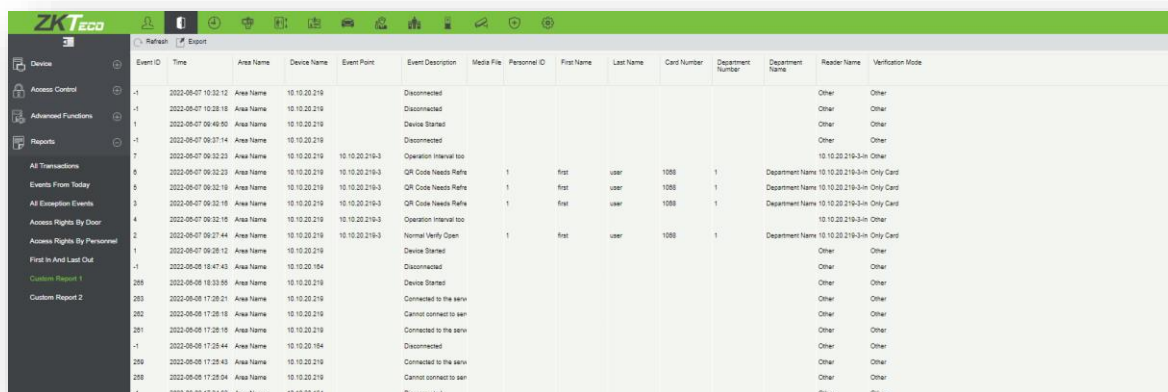 ZKTeco
Refresh Export
Device
Access Control
Advanced Functions
Reports
All Transactions
Events From Today
All Exception Events
Access Rights By Door
Access Rights By Personnel
First In And Last Out
Custom Report 1
Custom Report 2
Event ID Time Area Name Device Name Event Point Event Description Media File Personnel ID First Name Last Name Card Number Department Number Department Name Reader Name Verification Mode
-1 2022-06-07 10:32:12 Area Name 10.10.20.219 Disconnected Other Other
-1 2022-06-07 10:28:18 Area Name 10.10.20.219 Disconnected Other Other
1 2022-06-07 09:49:50 Area Name 10.10.20.219 Device Started Other Other
-1 2022-06-07 09:37:14 Area Name 10.10.20.219 Disconnected Other Other
7 2022-06-07 09:32:23 Area Name 10.10.20.219 10.10.20.219-3 Operation Interval too 10.10.20.219-3-In Other
6 2022-06-07 09:32:23 Area Name 10.10.20.219 10.10.20.219-3 QR Code Needs Refre 1 first user 1068 1 Department Name 10.10.20.219-3-In Only Card
5 2022-06-07 09:32:19 Area Name 10.10.20.219 10.10.20.219-3 QR Code Needs Refre 1 first user 1068 1 Department Name 10.10.20.219-3-In Only Card
3 2022-06-07 09:32:16 Area Name 10.10.20.219 10.10.20.219-3 QR Code Needs Refre 1 first user 1068 1 Department Name 10.10.20.219-3-In Only Card
4 2022-06-07 09:32:16 Area Name 10.10.20.219 10.10.20.219-3 Operation Interval too 10.10.20.219-3-In Other
2 2022-06-07 09:27:44 Area Name 10.10.20.219 10.10.20.219-3 Normal Verify Open 1 first user 1068 1 Department Name 10.10.20.219-3-In Only Card
1 2022-06-07 09:26:12 Area Name 10.10.20.219 Device Started Other Other
-1 2022-06-06 18:47:43 Area Name 10.10.20.164 Disconnected Other Other
265 2022-06-06 18:33:56 Area Name 10.10.20.219 Device Started Other Other
263 2022-06-06 17:26:21 Area Name 10.10.20.219 Connected to the serve Other Other
262 2022-06-06 17:26:18 Area Name 10.10.20.219 Cannot connect to ser Other Other
261 2022-06-06 17:26:16 Area Name 10.10.20.219 Connected to the serve Other Other
-1 2022-06-06 17:25:44 Area Name 10.10.20.164 Disconnected Other Other
259 2022-06-06 17:25:43 Area Name 10.10.20.219 Connected to the serve Other Other
258 2022-06-06 17:25:04 Area Name 10.10.20.219 Cannot connect to ser Other Other